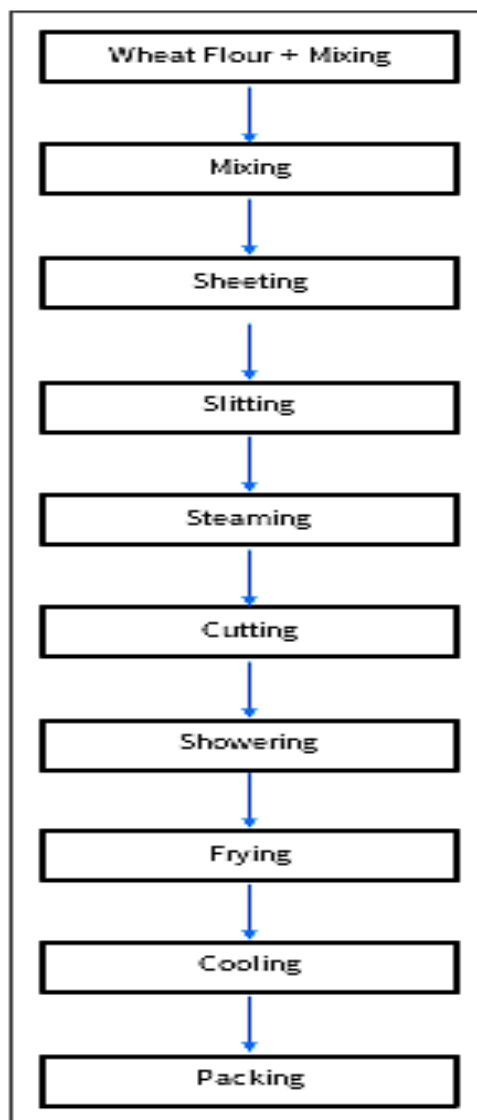 Wheat Flour + Mixing
Mixing
Sheeting
Slitting
Steaming
Cutting
Showering
Frying
Cooling
Packing